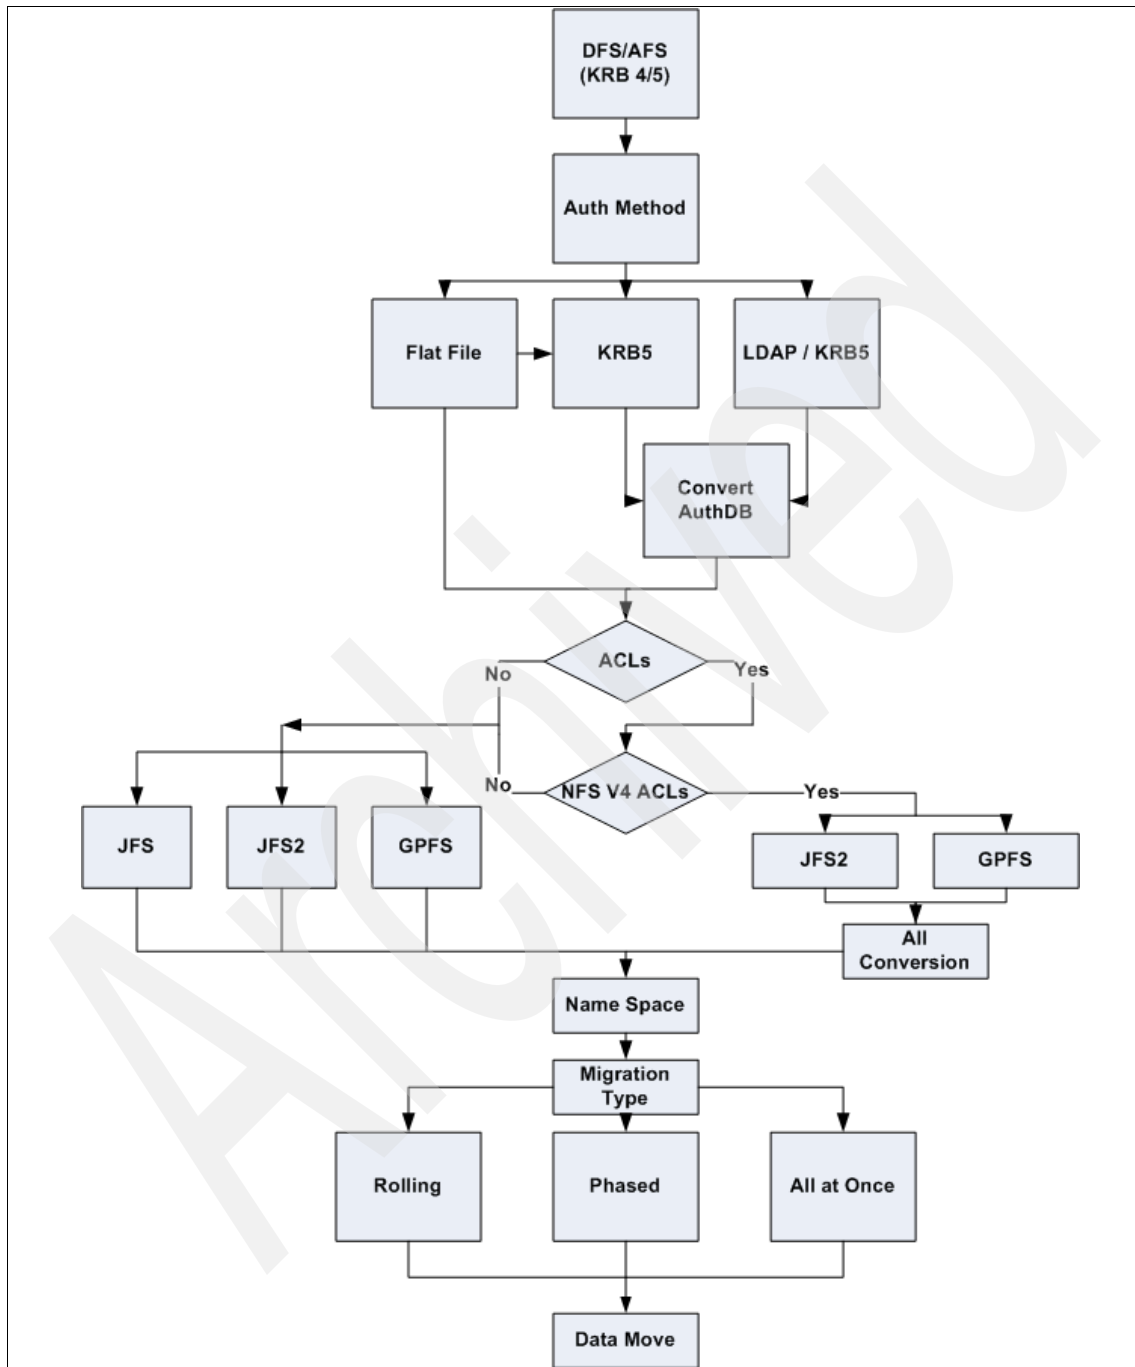 DFS/AFS
(KRB 4/5)
Auth Method
Flat File
KRB5
LDAP / KRB5
Convert
AuthDB
ACLs
No
Yes
No
NFS V4 ACLs
Yes
JFS
JFS2
GPFS
JFS2
GPFS
All
Conversion
Name Space
Migration
Type
Rolling
Phased
All at Once
Data Move
Archived